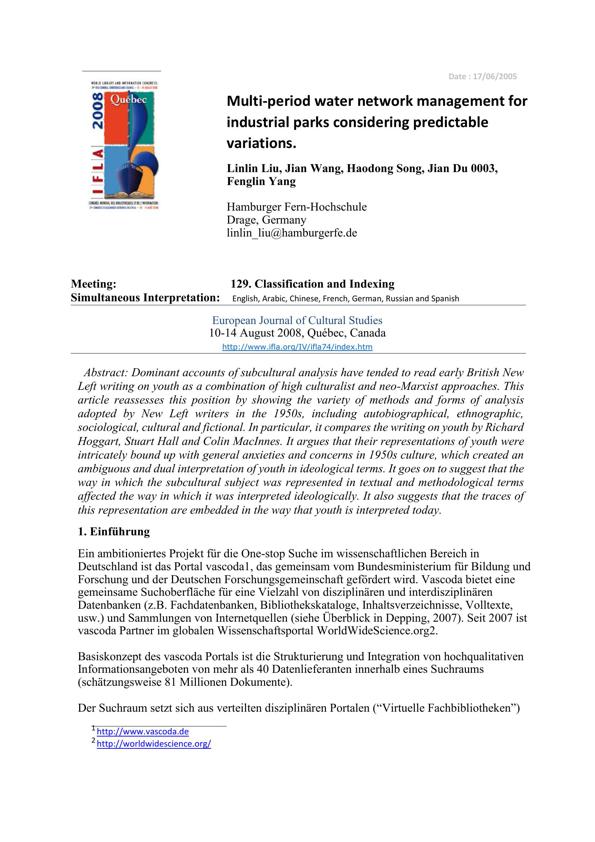 Date : 17/06/2005
WORLD LIBRARY AND INFORMATION CONGRESS:
IFLA 2008
Québec
Multi-period water network management for
industrial parks considering predictable
variations.
Linlin Liu, Jian Wang, Haodong Song, Jian Du 0003,
Fenglin Yang
Hamburger Fern-Hochschule
Drage, Germany
linlin_liu@hamburgerfe.de
Meeting: 129. Classification and Indexing
Simultaneous Interpretation: English, Arabic, Chinese, French, German, Russian and Spanish
European Journal of Cultural Studies
10-14 August 2008, Québec, Canada
http://www.ifla.org/IV/ifla74/index.htm
Abstract: Dominant accounts of subcultural analysis have tended to read early British New
Left writing on youth as a combination of high culturalist and neo-Marxist approaches. This
article reassesses this position by showing the variety of methods and forms of analysis
adopted by New Left writers in the 1950s, including autobiographical, ethnographic,
sociological, cultural and fictional. In particular, it compares the writing on youth by Richard
Hoggart, Stuart Hall and Colin MacInnes. It argues that their representations of youth were
intricately bound up with general anxieties and concerns in 1950s culture, which created an
ambiguous and dual interpretation of youth in ideological terms. It goes on to suggest that the
way in which the subcultural subject was represented in textual and methodological terms
affected the way in which it was interpreted ideologically. It also suggests that the traces of
this representation are embedded in the way that youth is interpreted today.
1. Einführung
Ein ambitioniertes Projekt für die One-stop Suche im wissenschaftlichen Bereich in
Deutschland ist das Portal vascoda1, das gemeinsam vom Bundesministerium für Bildung und
Forschung und der Deutschen Forschungsgemeinschaft gefördert wird. Vascoda bietet eine
gemeinsame Suchoberfläche für eine Vielzahl von disziplinären und interdisziplinären
Datenbanken (z.B. Fachdatenbanken, Bibliothekskataloge, Inhaltsverzeichnisse, Volltexte,
usw.) und Sammlungen von Internetquellen (siehe Überblick in Depping, 2007). Seit 2007 ist
vascoda Partner im globalen Wissenschaftsportal WorldWideScience.org2.
Basiskonzept des vascoda Portals ist die Strukturierung und Integration von hochqualitativen
Informationsangeboten von mehr als 40 Datenlieferanten innerhalb eines Suchraums
(schätzungsweise 81 Millionen Dokumente).
Der Suchraum setzt sich aus verteilten disziplinären Portalen (“Virtuelle Fachbibliotheken”)
1 http://www.vascoda.de
2 http://worldwidescience.org/